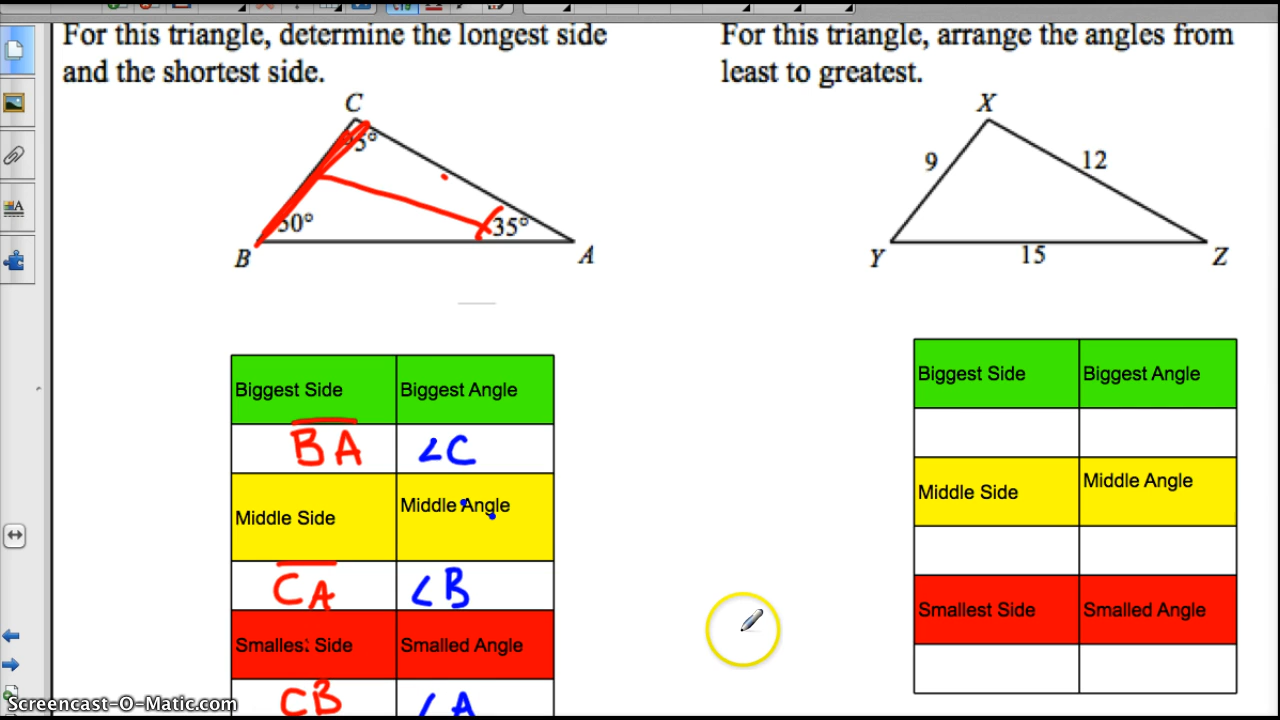 For this triangle, determine the longest side
and the shortest side.
C
35°
B
A
For this triangle, arrange the angles from
least to greatest.
X
9
12
Y
15
Z
Biggest Side
Biggest Angle
BA
∠C
Middle Side
Middle Angle
CA
∠B
Smallest Side
Smalled Angle
CB
∠A
Biggest Side
Biggest Angle
Middle Side
Middle Angle
Smallest Side
Smalled Angle
Screencast-O-Matic.com